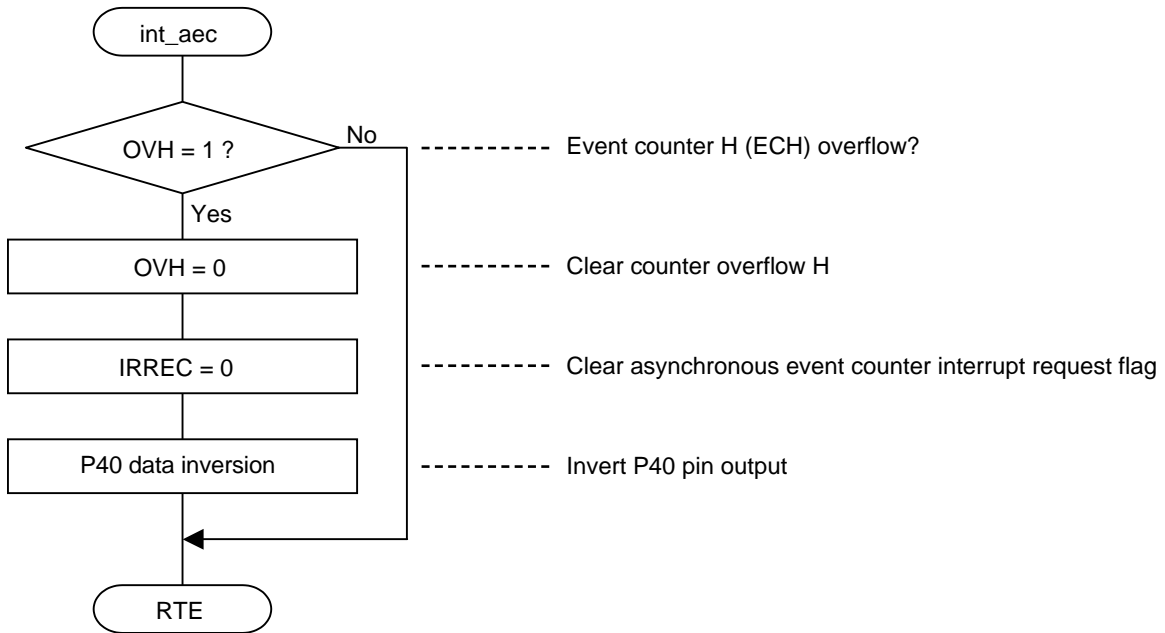 int_aec
OVH = 1 ?
No
Event counter H (ECH) overflow?
Yes
OVH = 0
Clear counter overflow H
IRREC = 0
Clear asynchronous event counter interrupt request flag
P40 data inversion
Invert P40 pin output
RTE